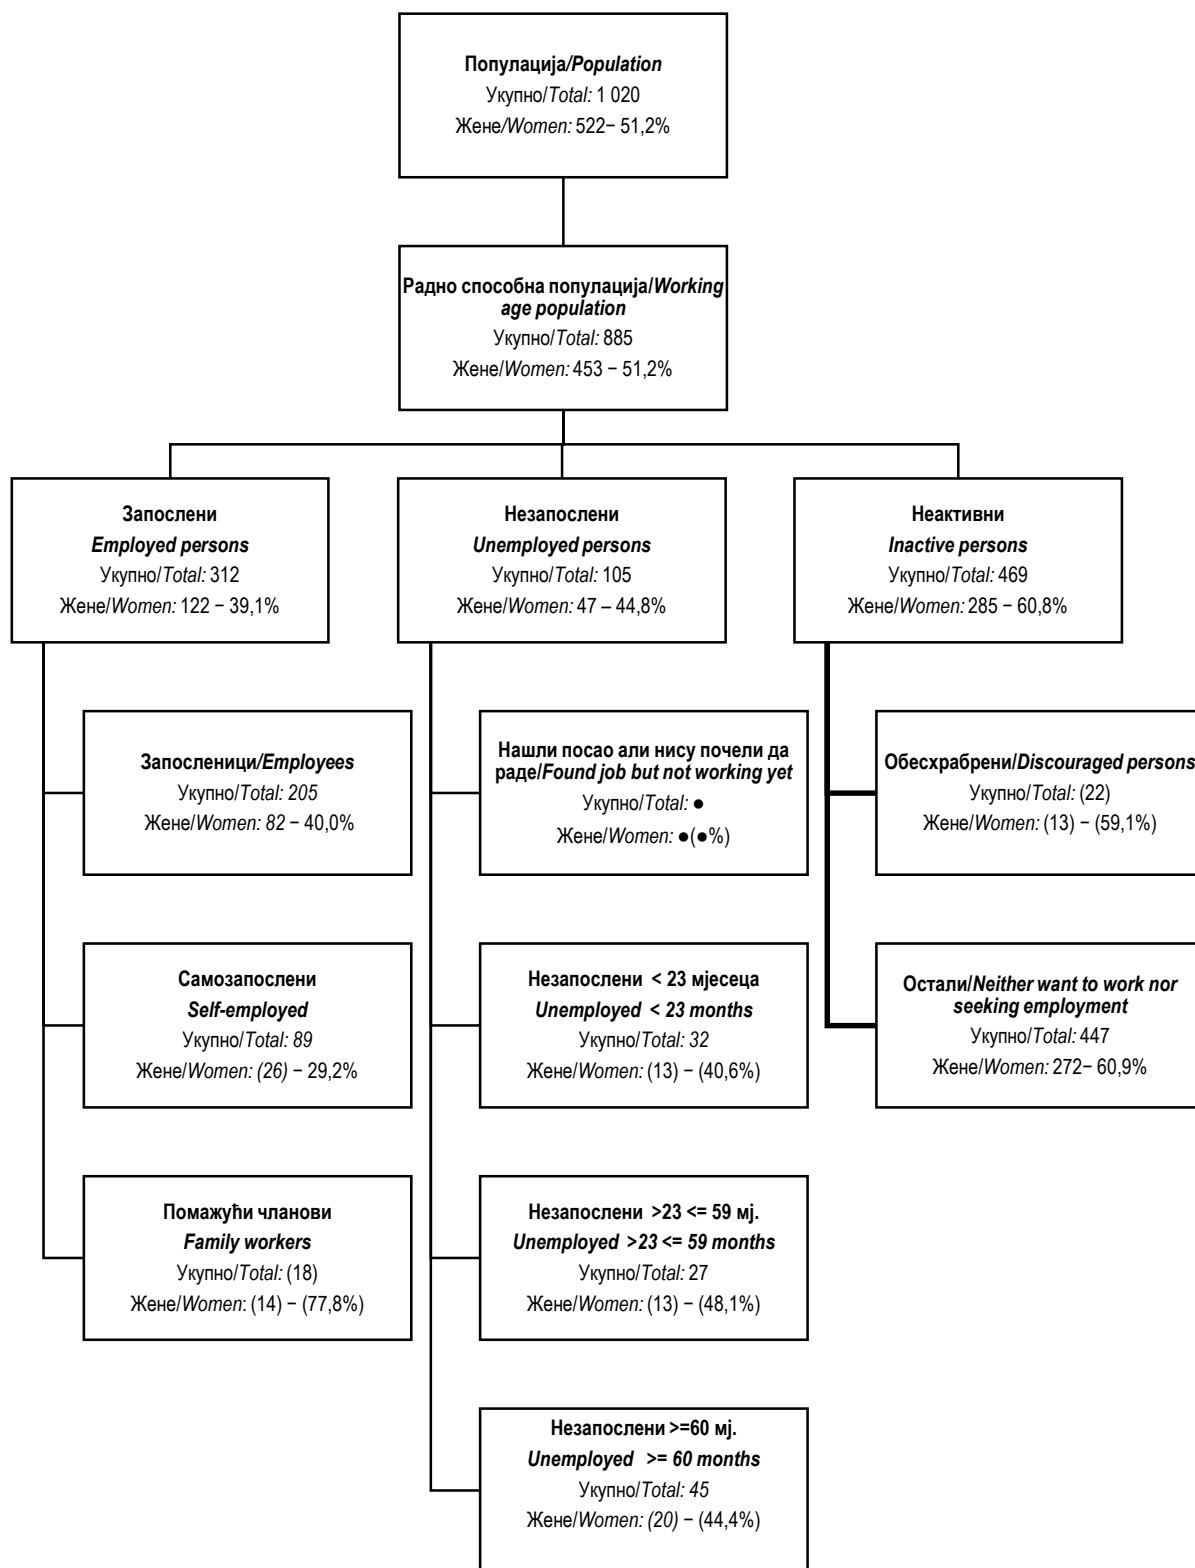 Популација/Population
Укупно/Total: 1 020
Жене/Women: 522– 51,2%
Радно способна популација/Working
age population
Укупно/Total: 885
Жене/Women: 453 − 51,2%
Запослени
Employed persons
Укупно/Total: 312
Жене/Women: 122 − 39,1%
Незапослени
Unemployed persons
Укупно/Total: 105
Жене/Women: 47 – 44,8%
Неактивни
Inactive persons
Укупно/Total: 469
Жене/Women: 285 − 60,8%
Запосленици/Employees
Укупно/Total: 205
Жене/Women: 82 − 40,0%
Нашли посао али нису почели да
раде/Found job but not working yet
Укупно/Total: ●
Жене/Women: ●(●%)
Обесхрабрени/Discouraged persons
Укупно/Total: (22)
Жене/Women: (13) − (59,1%)
Самозапослени
Self-employed
Укупно/Total: 89
Жене/Women: (26) − 29,2%
Незапослени < 23 мјесеца
Unemployed < 23 months
Укупно/Total: 32
Жене/Women: (13) − (40,6%)
Остали/Neither want to work nor
seeking employment
Укупно/Total: 447
Жене/Women: 272− 60,9%
Помажући чланови
Family workers
Укупно/Total: (18)
Жене/Women: (14) − (77,8%)
Незапослени >23 <= 59 мј.
Unemployed >23 <= 59 months
Укупно/Total: 27
Жене/Women: (13) − (48,1%)
Незапослени >=60 мј.
Unemployed >= 60 months
Укупно/Total: 45
Жене/Women: (20) − (44,4%)